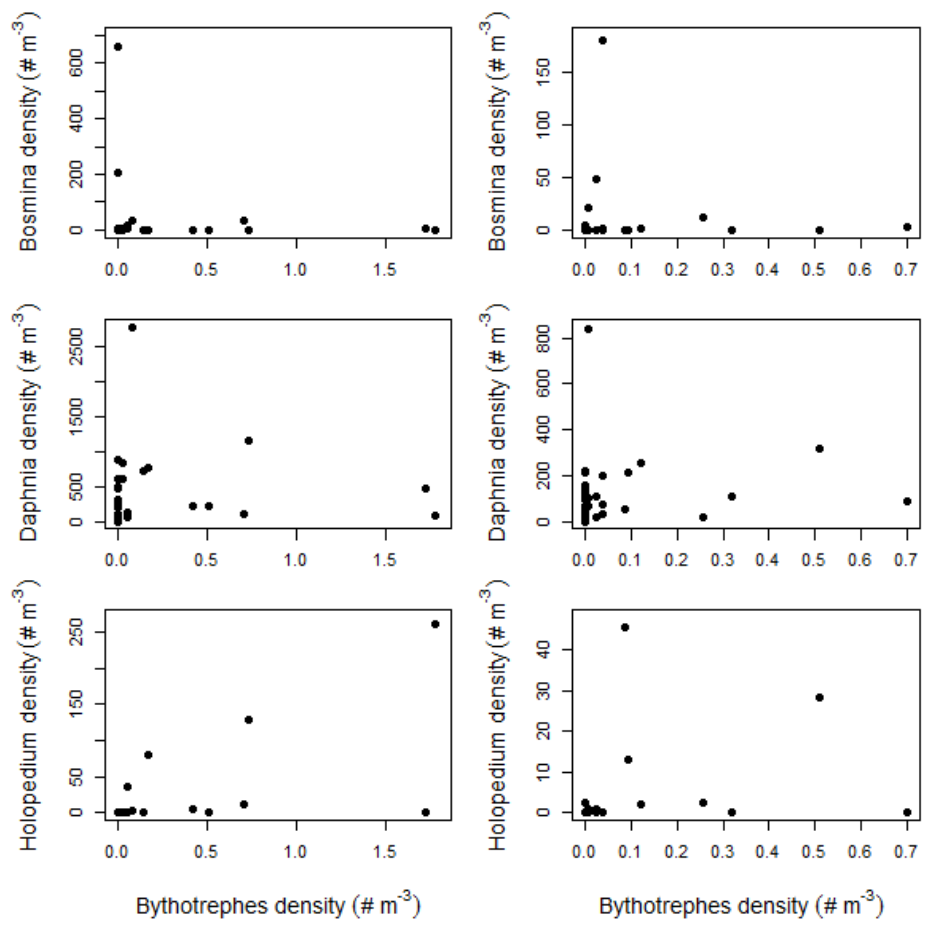 Bosmina density (# m-3)
600
400
200
0
0.0 0.5 1.0 1.5
Bosmina density (# m-3)
150
100
50
0
0.0 0.1 0.2 0.3 0.4 0.5 0.6 0.7
Daphnia density (# m-3)
2500
1500
500
0
0.0 0.5 1.0 1.5
Daphnia density (# m-3)
800
600
400
200
0
0.0 0.1 0.2 0.3 0.4 0.5 0.6 0.7
Holopedium density (# m-3)
250
150
50
0
0.0 0.5 1.0 1.5
Holopedium density (# m-3)
40
30
20
10
0
0.0 0.1 0.2 0.3 0.4 0.5 0.6 0.7
Bythotrephes density (# m-3)
Bythotrephes density (# m-3)